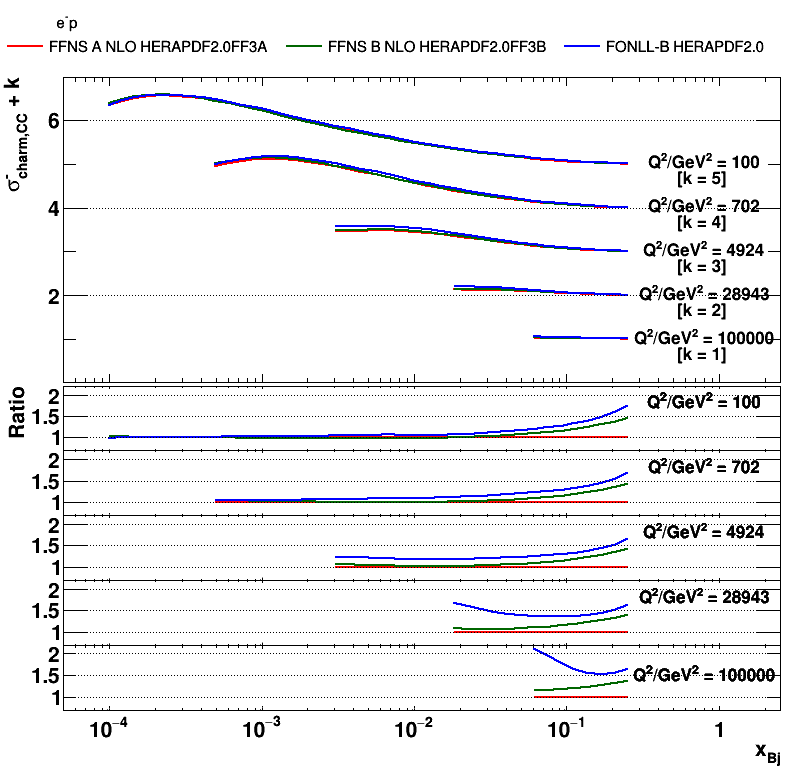 e⁻p
FFNS A NLO HERAPDF2.0FF3A FFNS B NLO HERAPDF2.0FF3B FONLL-B HERAPDF2.0
σ⁻charm,CC + k
6
4
2
Q²/GeV² = 100
[k = 5]
Q²/GeV² = 702
[k = 4]
Q²/GeV² = 4924
[k = 3]
Q²/GeV² = 28943
[k = 2]
Q²/GeV² = 100000
[k = 1]
Ratio
2
1.5
1
Q²/GeV² = 100
2
1.5
1
Q²/GeV² = 702
2
1.5
1
Q²/GeV² = 4924
2
1.5
1
Q²/GeV² = 28943
2
1.5
1
Q²/GeV² = 100000
10⁻⁴ 10⁻³ 10⁻² 10⁻¹ 1
xBj